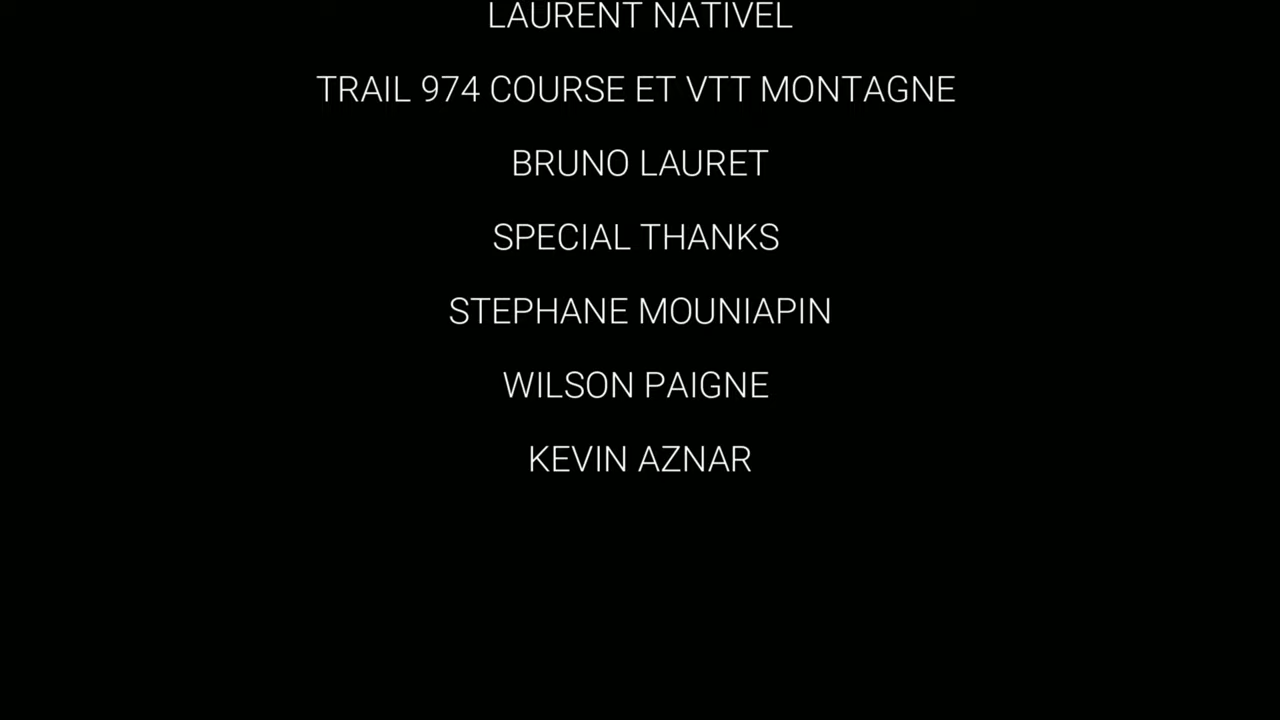 LAURENT NATIVEL
TRAIL 974 COURSE ET VTT MONTAGNE
BRUNO LAURET
SPECIAL THANKS
STEPHANE MOUNIAPIN
WILSON PAIGNE
KEVIN AZNAR